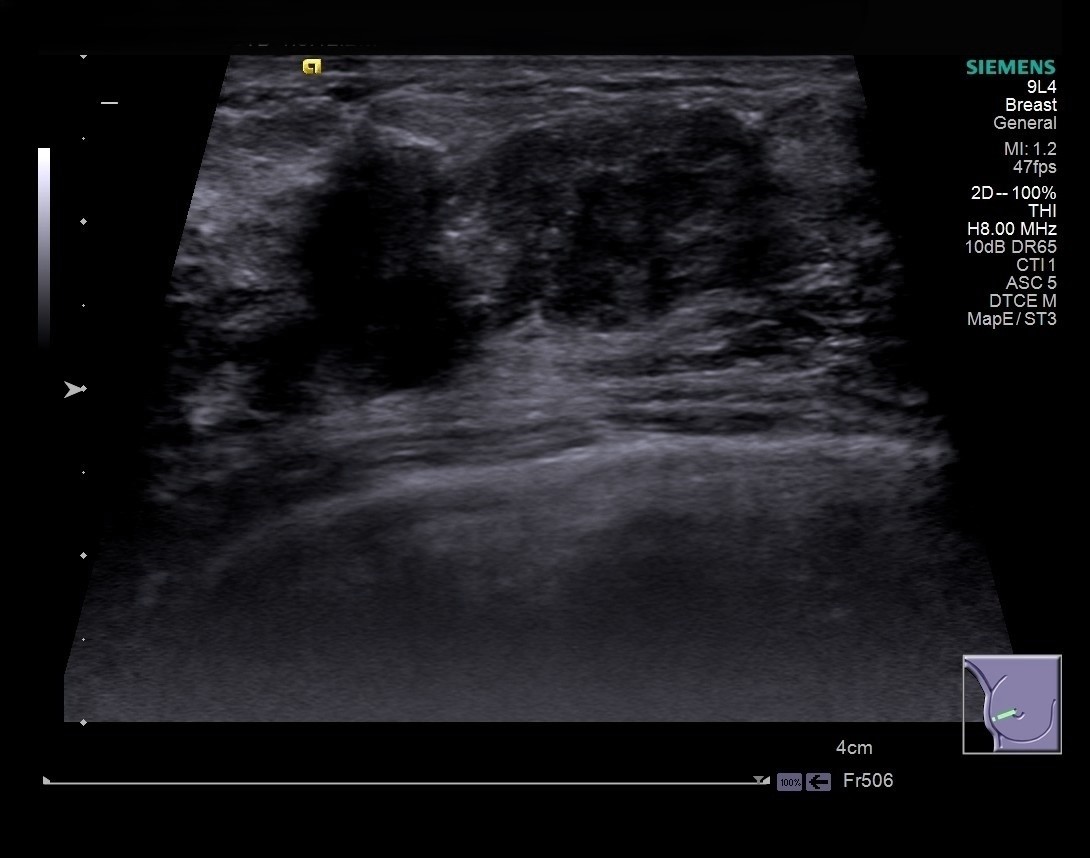 SIEMENS
9L4
Breast
General
MI: 1.2
47fps
2D--100%
THI
H8.00 MHz
10dB DR65
CTI 1
ASC 5
DTCE M
MapE / ST3
4cm
100%
Fr506